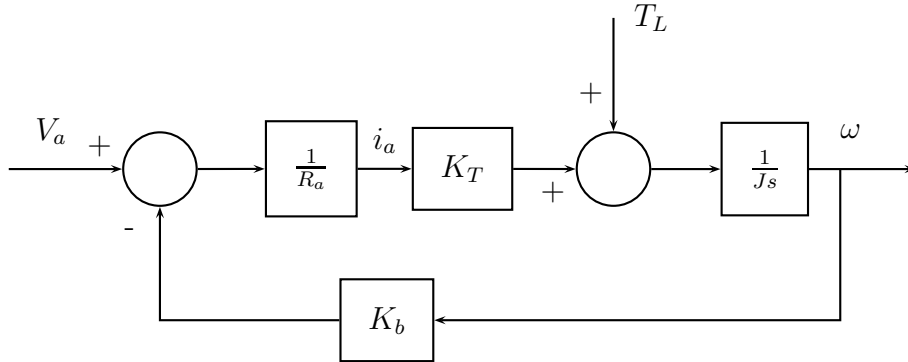 T_L
V_a
+
+
1/R_a
i_a
K_T
+
1/Js
ω
-
K_b